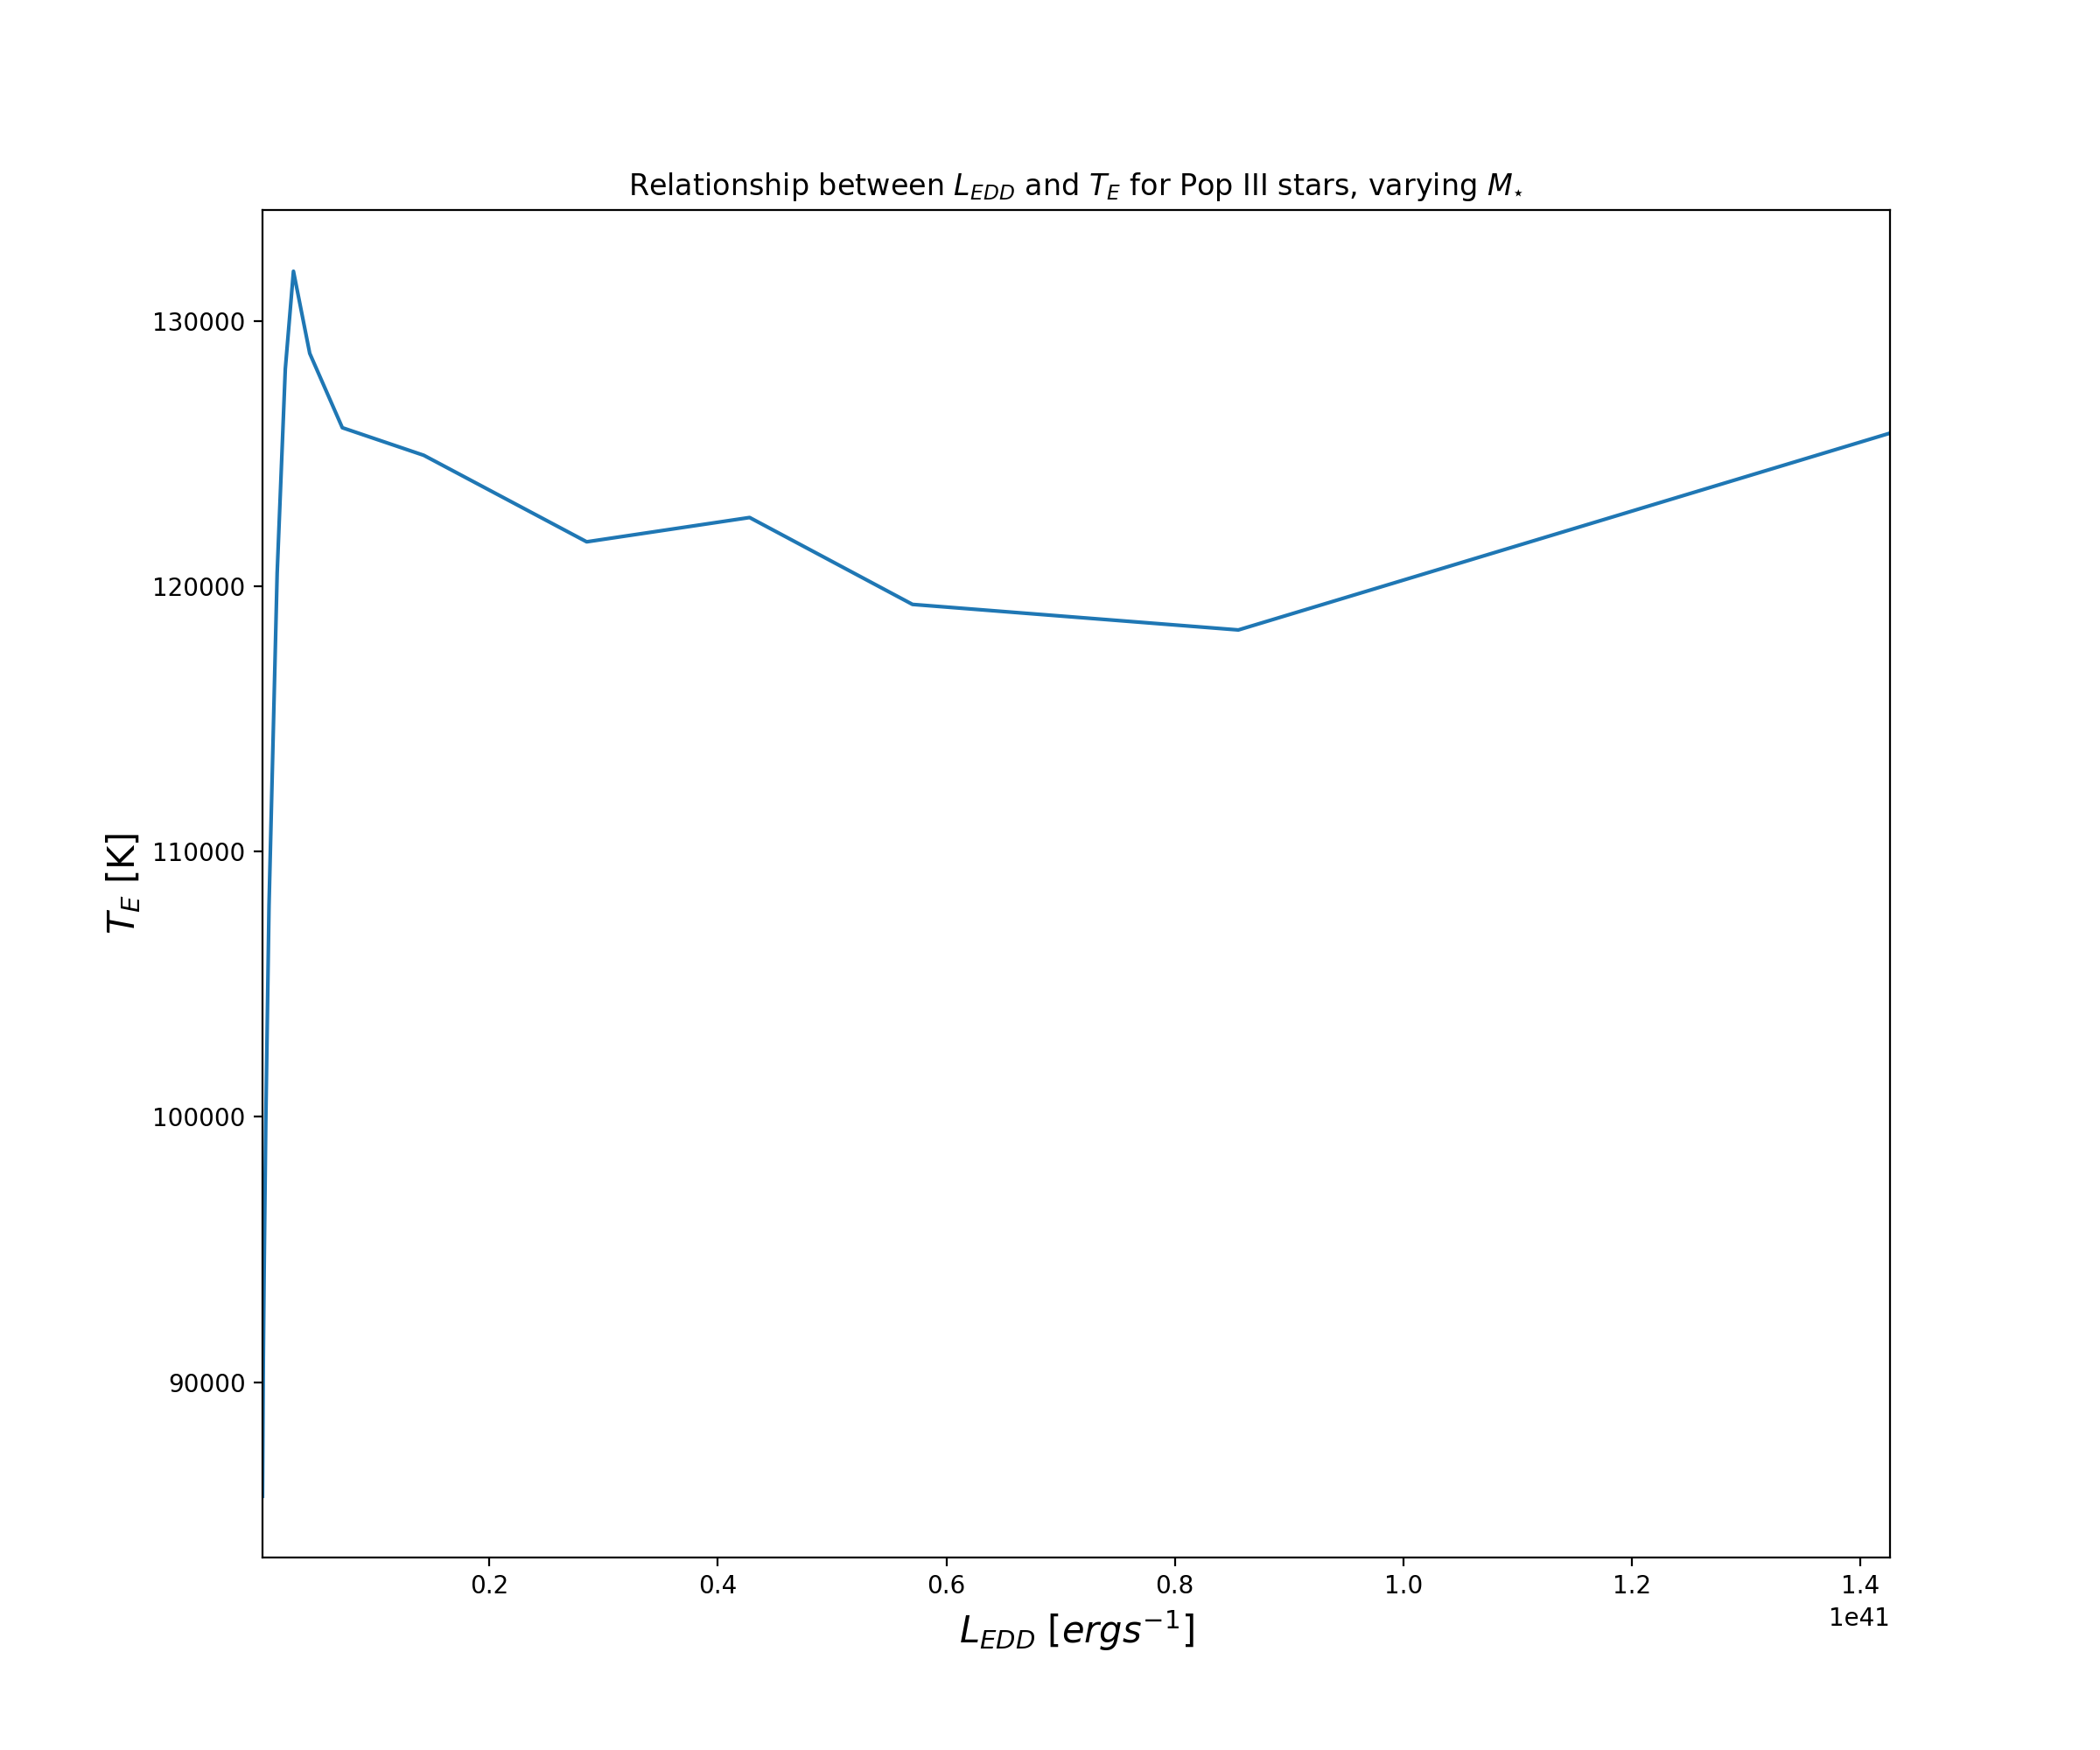 Relationship between $L_{EDD}$ and $T_E$ for Pop III stars, varying $M_\star$
130000
120000
110000
100000
90000
$T_E$ [K]
0.2 0.4 0.6 0.8 1.0 1.2 1.4
1e41
$L_{EDD}$ [$ergs^{-1}$]